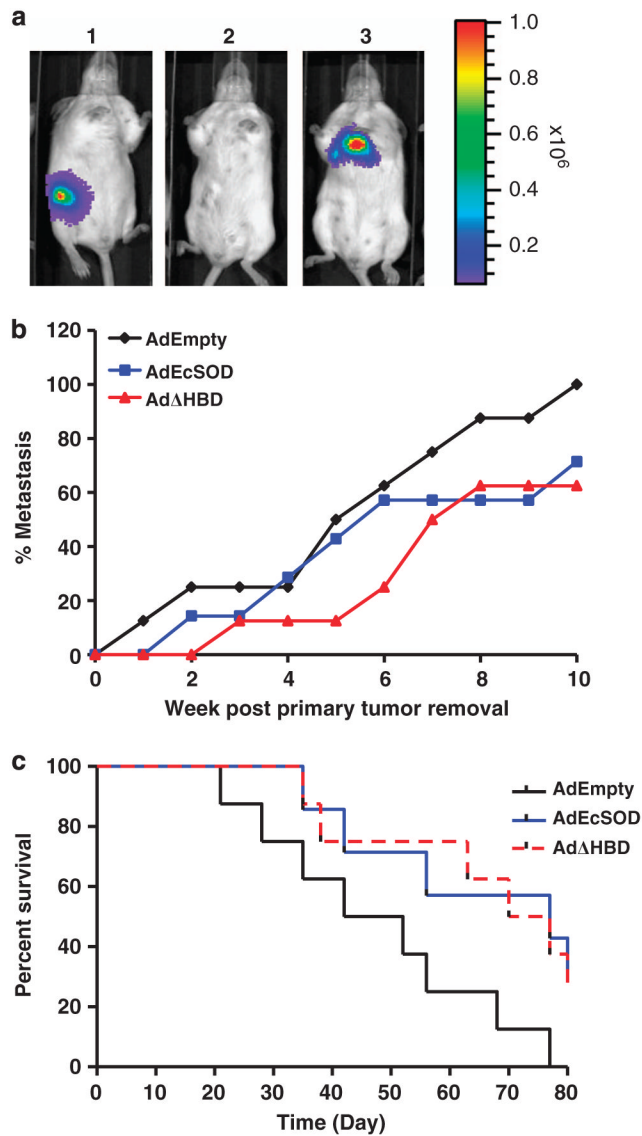 a
1 2 3
1.0
0.8
0.6
0.4
0.2
x10⁶
b
120
100
80
60
40
20
0
% Metastasis
AdEmpty
AdEcSOD
AdΔHBD
0 2 4 6 8 10
Week post primary tumor removal
c
100
80
60
40
20
0
Percent survival
AdEmpty
AdEcSOD
AdΔHBD
0 10 20 30 40 50 60 70 80
Time (Day)